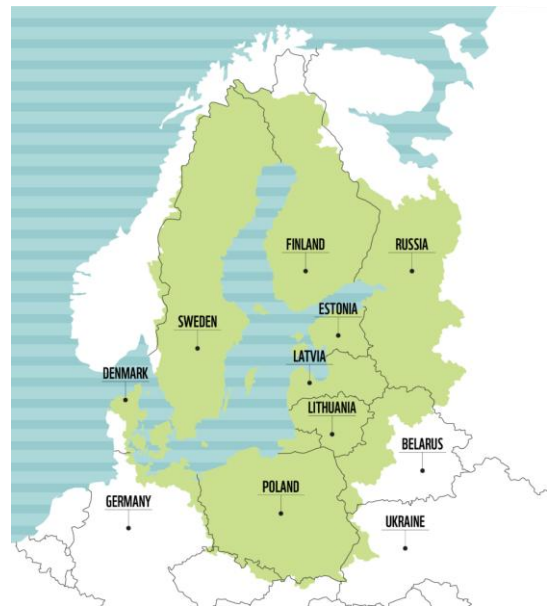 FINLAND
RUSSIA
ESTONIA
SWEDEN
LATVIA
DENMARK
LITHUANIA
BELARUS
POLAND
GERMANY
UKRAINE